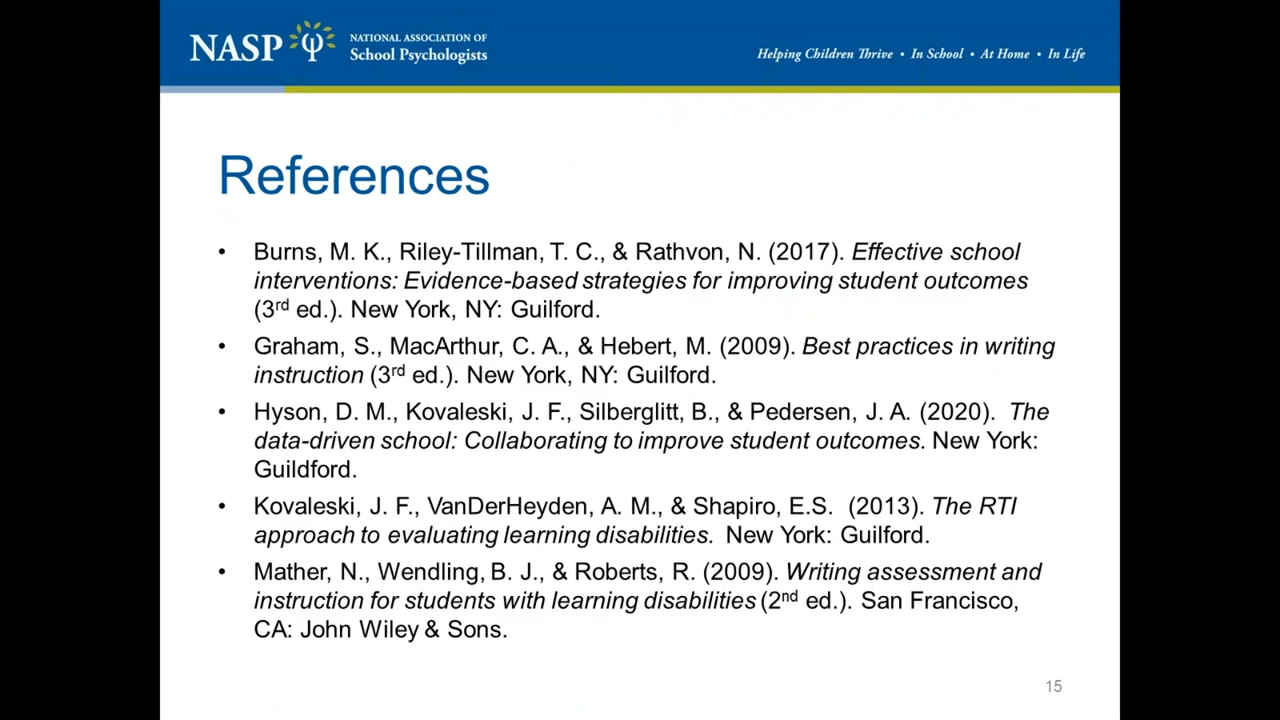 NASP
NATIONAL ASSOCIATION OF
School Psychologists
Helping Children Thrive • In School • At Home • In Life
References
• Burns, M. K., Riley-Tillman, T. C., & Rathvon, N. (2017). Effective school
interventions: Evidence-based strategies for improving student outcomes
(3rd ed.). New York, NY: Guilford.
• Graham, S., MacArthur, C. A., & Hebert, M. (2009). Best practices in writing
instruction (3rd ed.). New York, NY: Guilford.
• Hyson, D. M., Kovaleski, J. F., Silberglitt, B., & Pedersen, J. A. (2020). The
data-driven school: Collaborating to improve student outcomes. New York:
Guildford.
• Kovaleski, J. F., VanDerHeyden, A. M., & Shapiro, E.S. (2013). The RTI
approach to evaluating learning disabilities. New York: Guilford.
• Mather, N., Wendling, B. J., & Roberts, R. (2009). Writing assessment and
instruction for students with learning disabilities (2nd ed.). San Francisco,
CA: John Wiley & Sons.
15